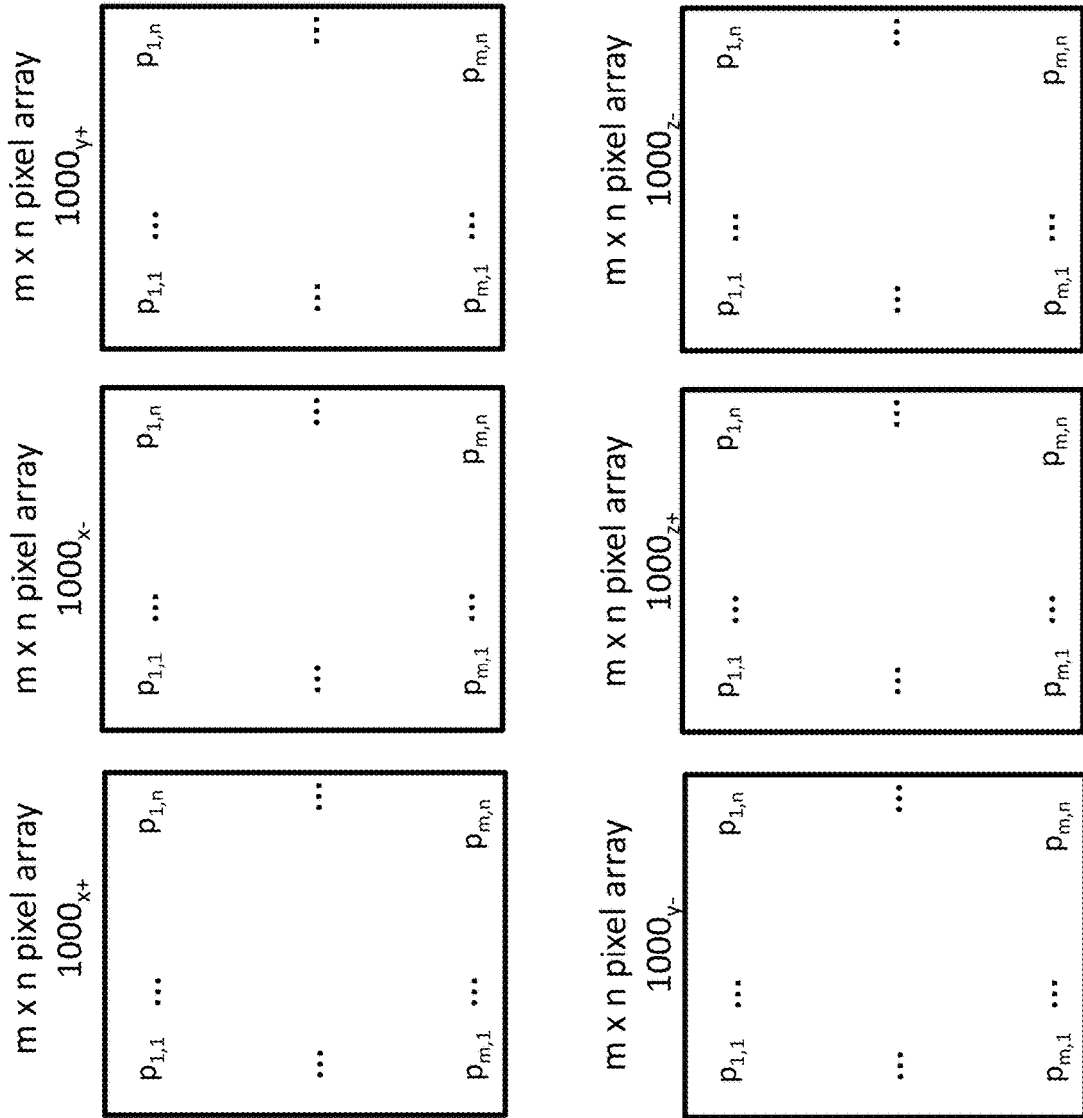 m x n pixel array
1000x+
p1,1 ... p1,n
... ...
pm,1 ... pm,n
m x n pixel array
1000x-
p1,1 ... p1,n
... ...
pm,1 ... pm,n
m x n pixel array
1000y+
p1,1 ... p1,n
... ...
pm,1 ... pm,n
m x n pixel array
1000y-
p1,1 ... p1,n
... ...
pm,1 ... pm,n
m x n pixel array
1000z+
p1,1 ... p1,n
... ...
pm,1 ... pm,n
m x n pixel array
1000z-
p1,1 ... p1,n
... ...
pm,1 ... pm,n